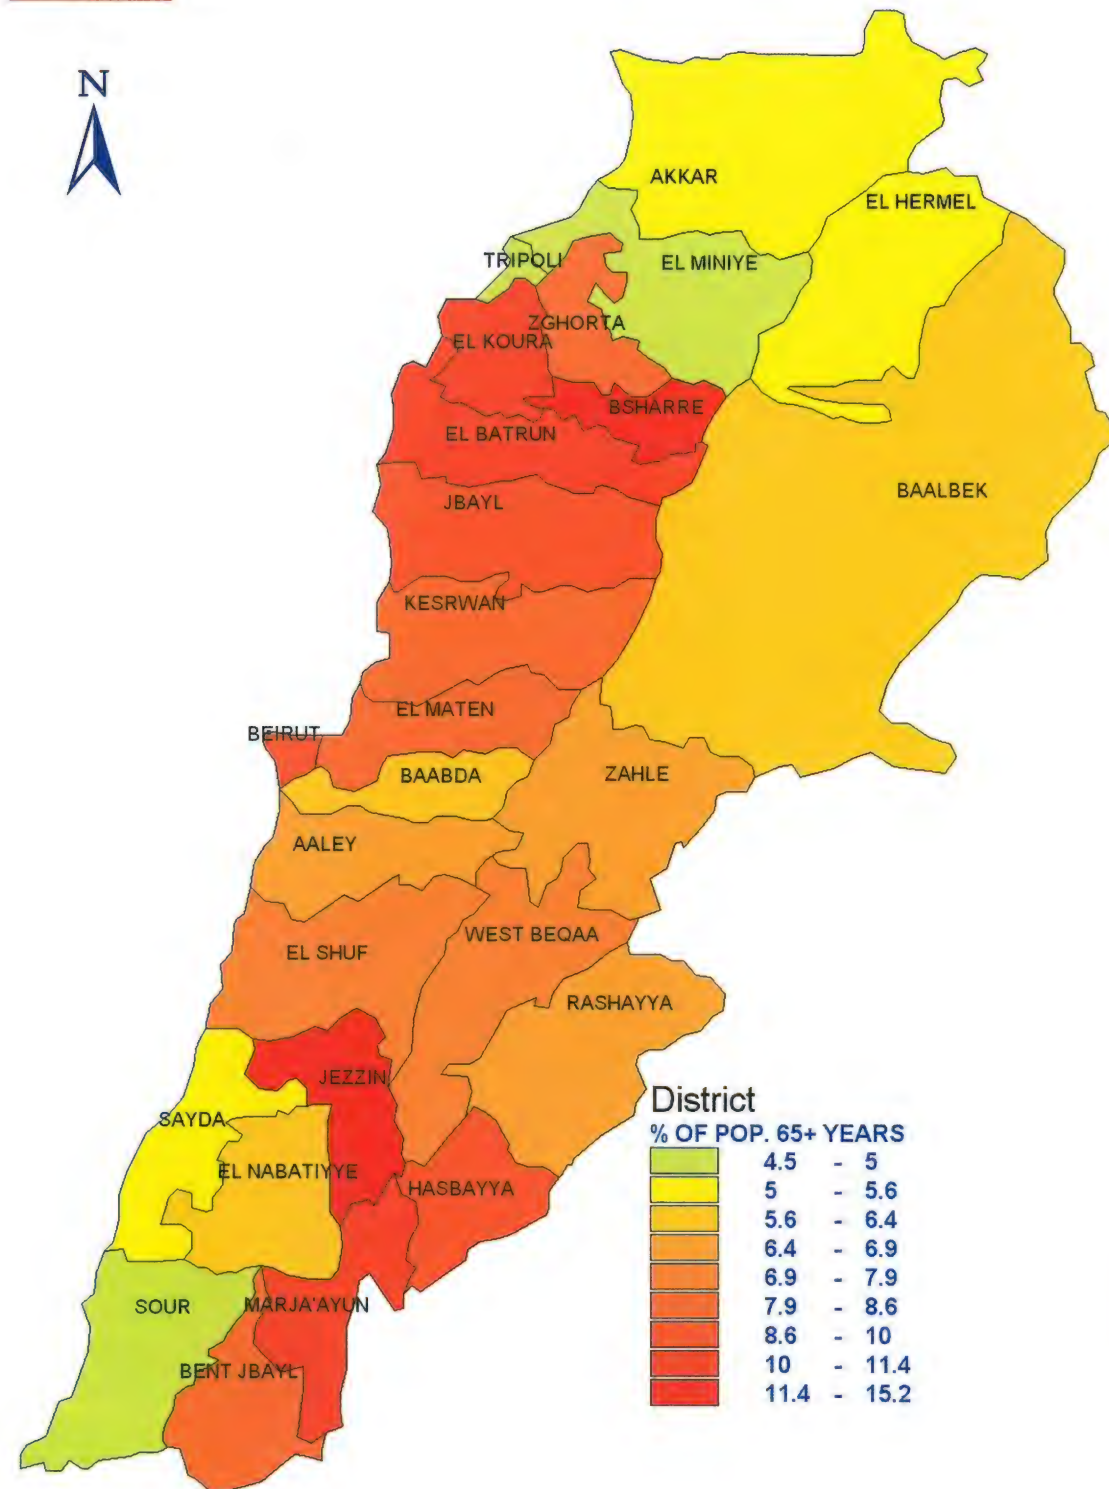 N
AKKAR
EL HERMEL
TRIPOLI
EL MINIYE
ZGHORTA
EL KOURA
BSHARRE
EL BATRUN
BAALBEK
JBAYL
KESRWAN
EL MATEN
BEIRUT
BAABDA
ZAHLE
AALEY
WEST BEQAA
EL SHUF
RASHAYYA
JEZZIN
SAYDA
EL NABATIYYE
HASBAYYA
SOUR
MARJA'AYUN
BENT JBAYL
District
% OF POP. 65+ YEARS
4.5 - 5
5 - 5.6
5.6 - 6.4
6.4 - 6.9
6.9 - 7.9
7.9 - 8.6
8.6 - 10
10 - 11.4
11.4 - 15.2